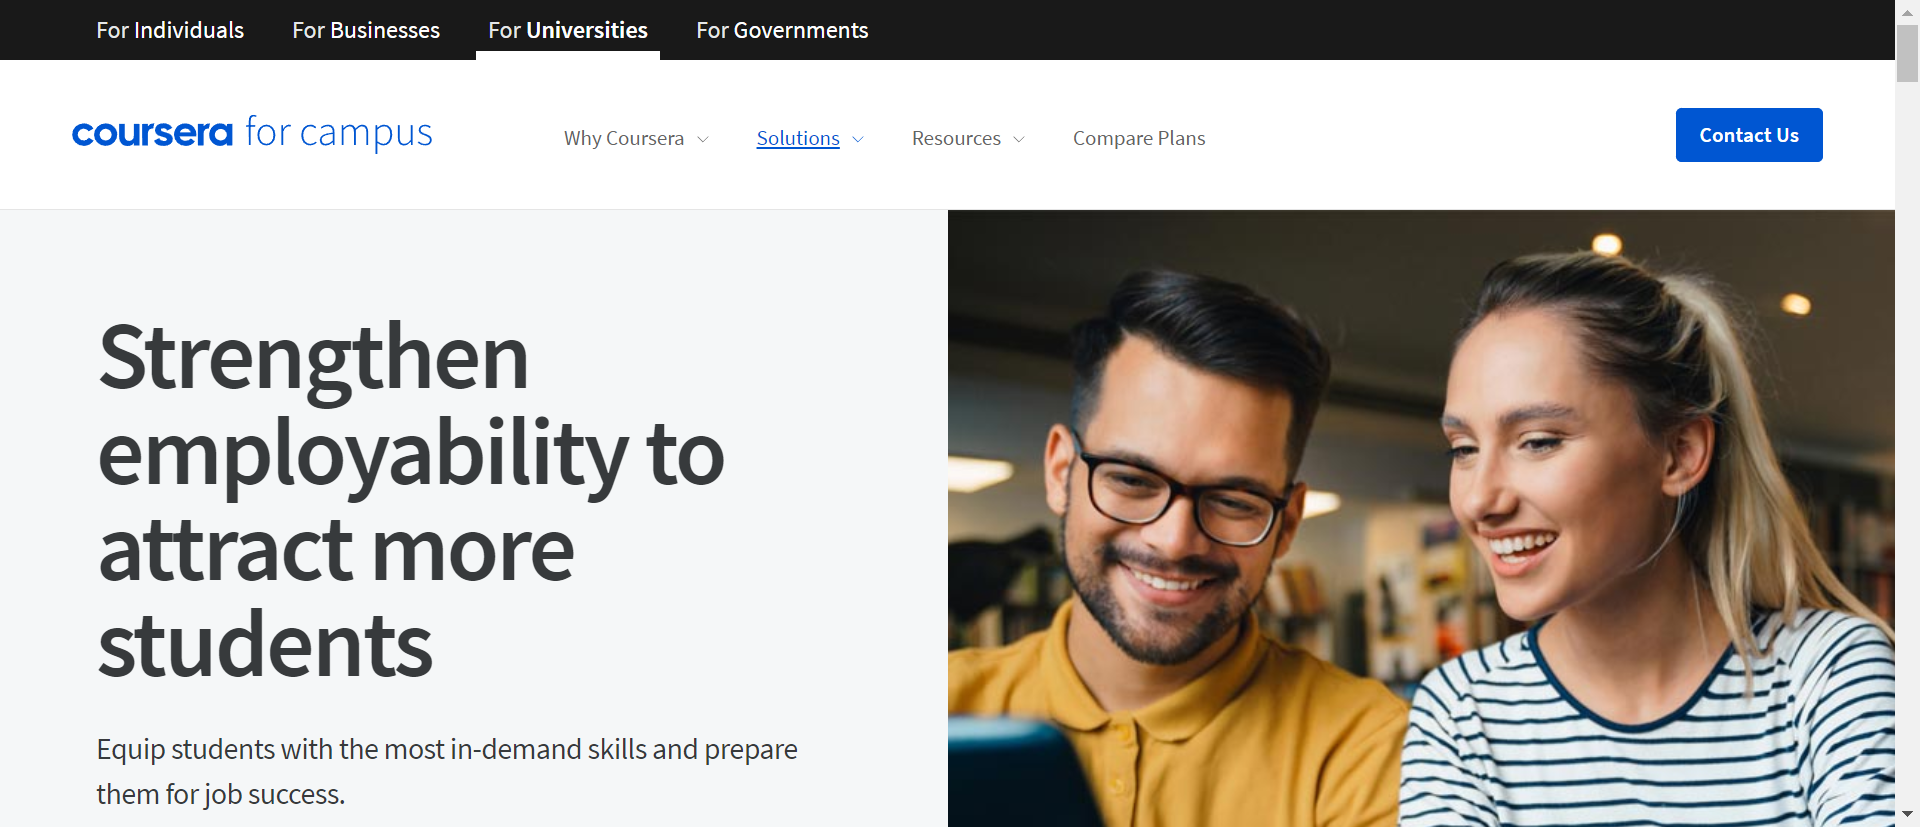 For Individuals For Businesses For Universities For Governments
coursera for campus Why Coursera Solutions Resources Compare Plans Contact Us
Strengthen
employability to
attract more
students
Equip students with the most in-demand skills and prepare
them for job success.